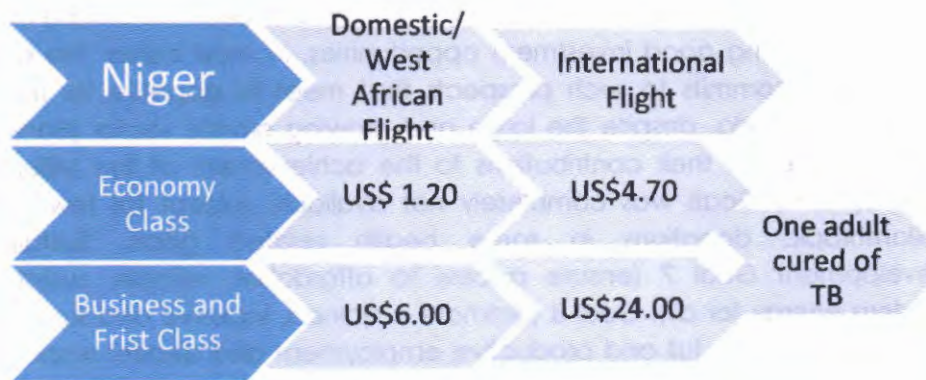 Niger
Domestic/
West
African
Flight
International
Flight
Economy
Class
US$ 1.20
US$4.70
Business and
Frist Class
US$6.00
US$24.00
One adult
cured of
TB